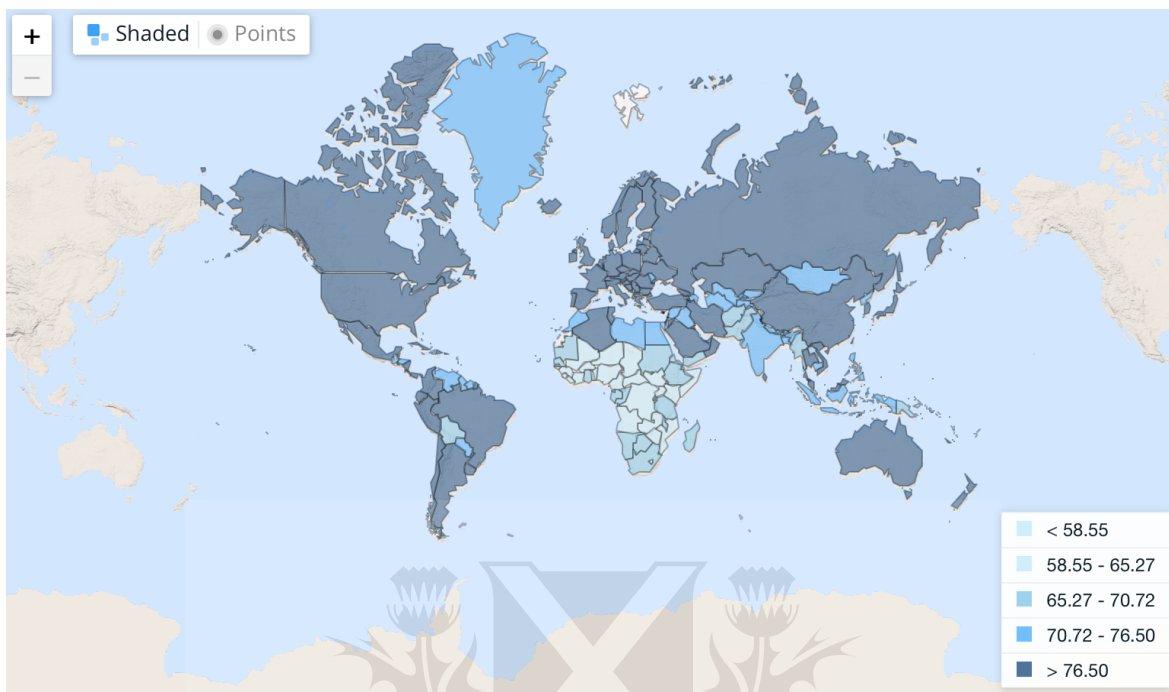 +
Shaded
Points
−
< 58.55
58.55 - 65.27
65.27 - 70.72
70.72 - 76.50
> 76.50